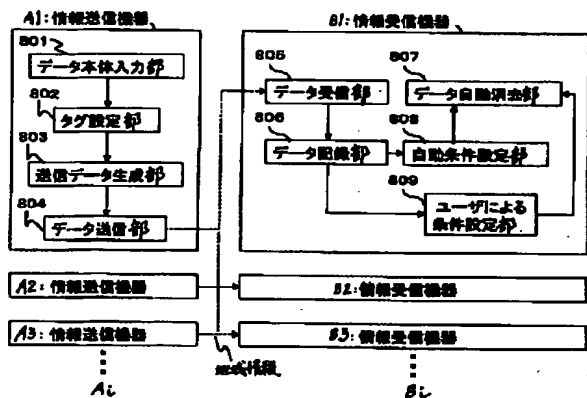 A1:情報送信機器
801
データ本体入力部
802
タグ設定部
803
送信データ生成部
804
データ送信部
B1:情報受信機器
805
データ受信部
806
データ記録部
807
データ自動消去部
808
自動条件設定部
809
ユーザによる
条件設定部
A2:情報送信機器
B2:情報受信機器
A3:情報送信機器
B3:情報受信機器
地域情報
Ai
Bi